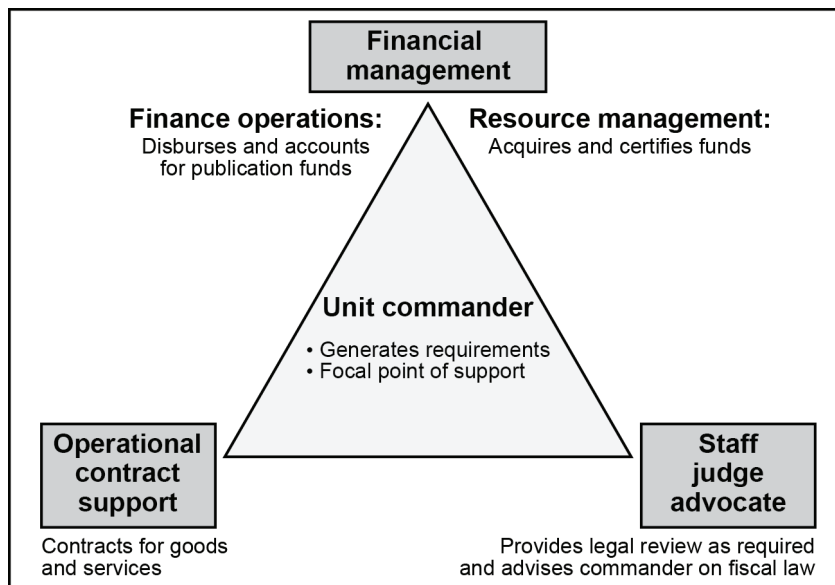 Financial
management
Finance operations:
Disburses and accounts
for publication funds
Resource management:
Acquires and certifies funds
Unit commander
• Generates requirements
• Focal point of support
Operational
contract
support
Contracts for goods
and services
Staff
judge
advocate
Provides legal review as required
and advises commander on fiscal law